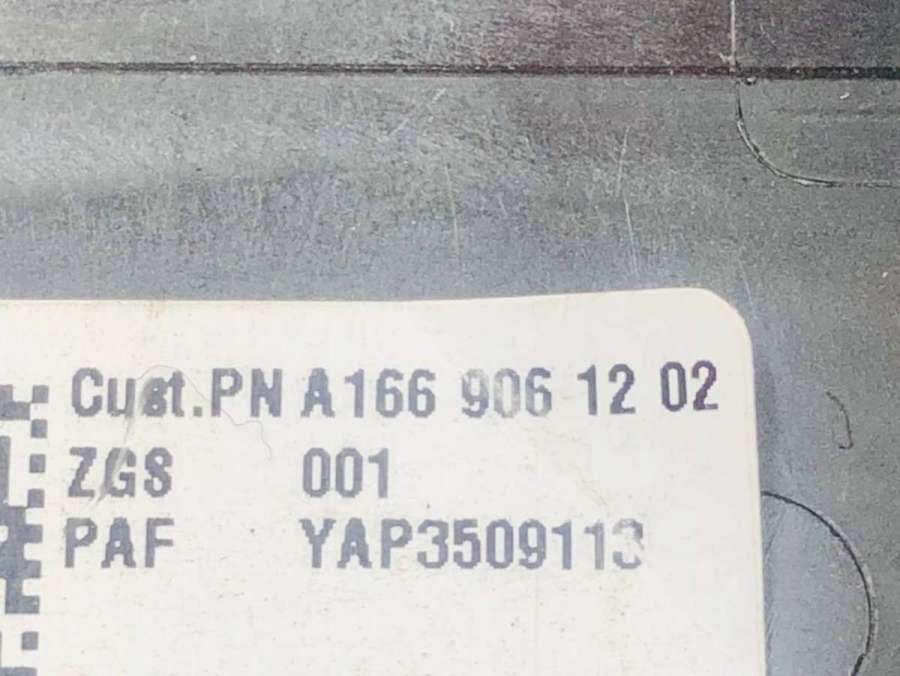 Cust.PN A166 906 12 02
ZGS 001
PAF YAP3509113